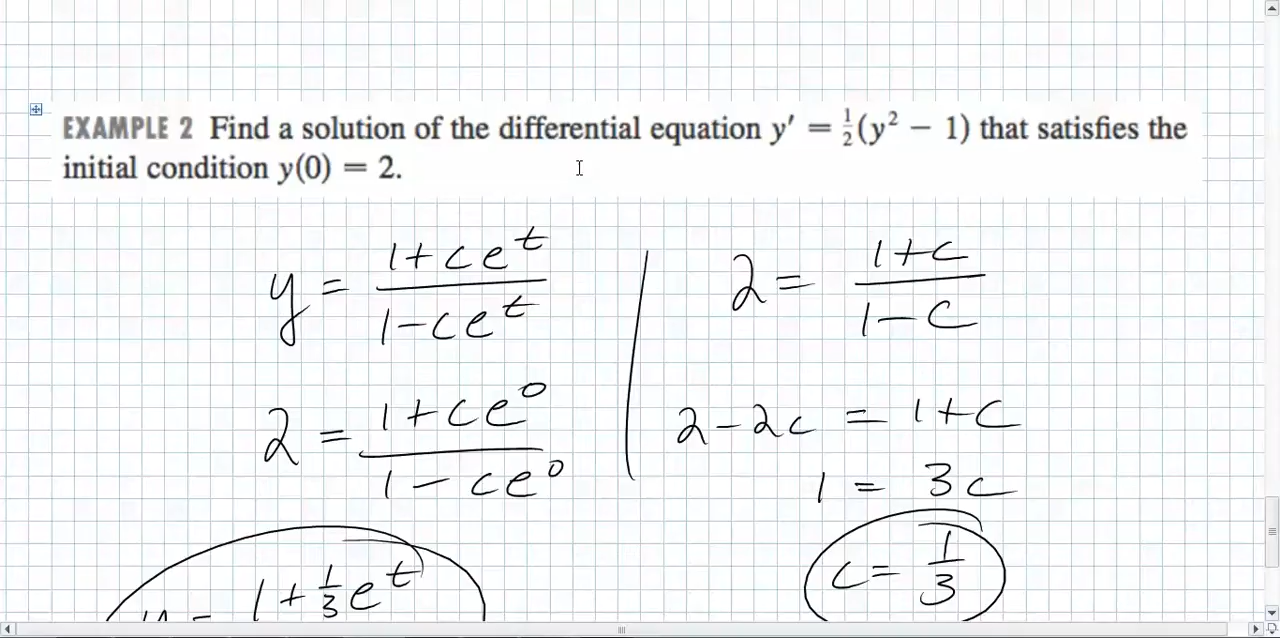 EXAMPLE 2 Find a solution of the differential equation y′ = ½(y² − 1) that satisfies the
initial condition y(0) = 2.
y = (1+ce^t)/(1-ce^t)
2 = (1+ce^0)/(1-ce^0)
2 = (1+c)/(1-c)
2-2c = 1+c
1 = 3c
c = 1/3
y = 1+1/3 e^t